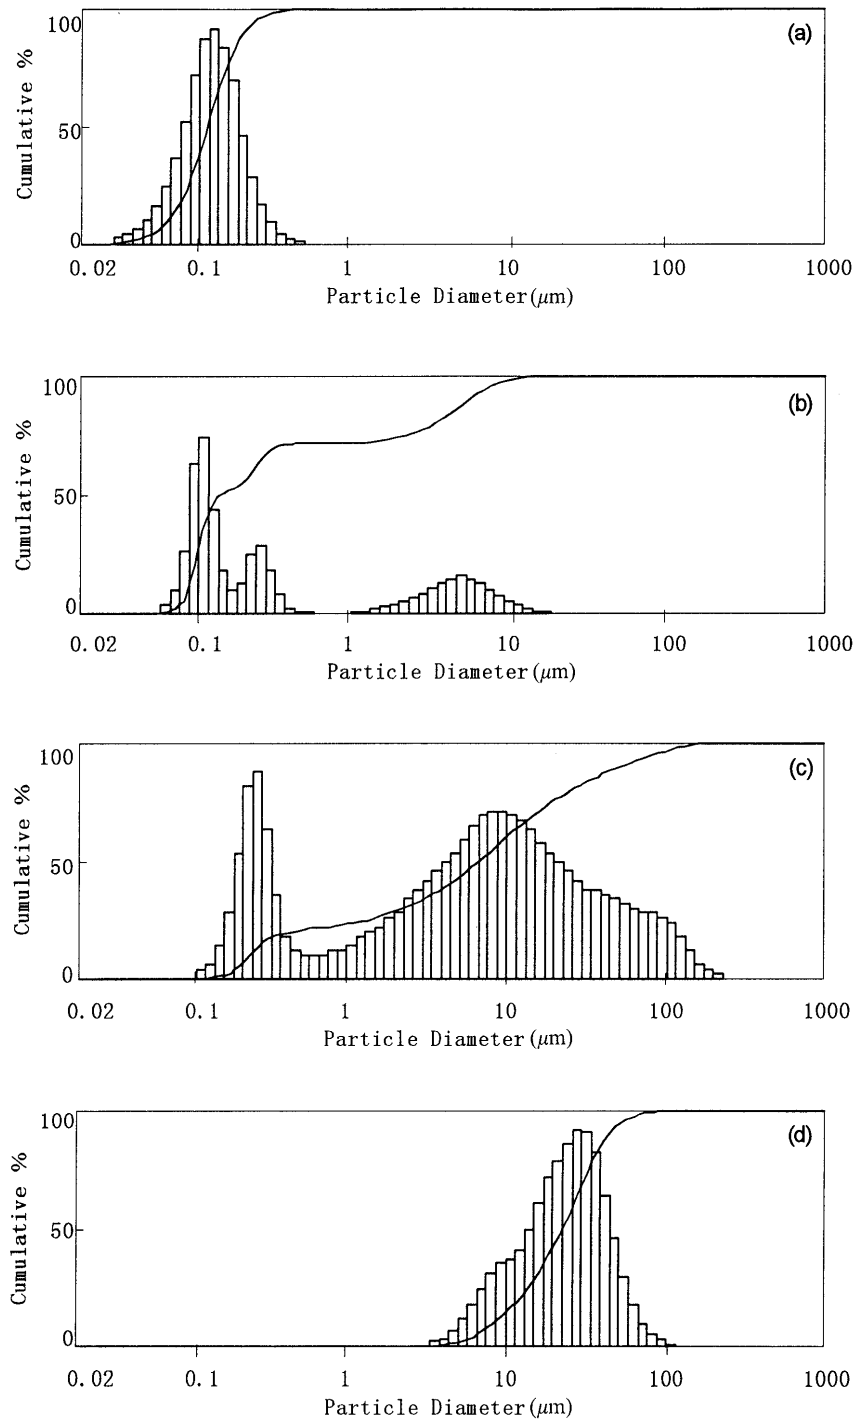 100
(a)
Cumulative %
50
0
0.02 0.1 1 10 100 1000
Particle Diameter(μm)
100
(b)
Cumulative %
50
0
0.02 0.1 1 10 100 1000
Particle Diameter(μm)
100
(c)
Cumulative %
50
0
0.02 0.1 1 10 100 1000
Particle Diameter(μm)
100
(d)
Cumulative %
50
0
0.02 0.1 1 10 100 1000
Particle Diameter(μm)